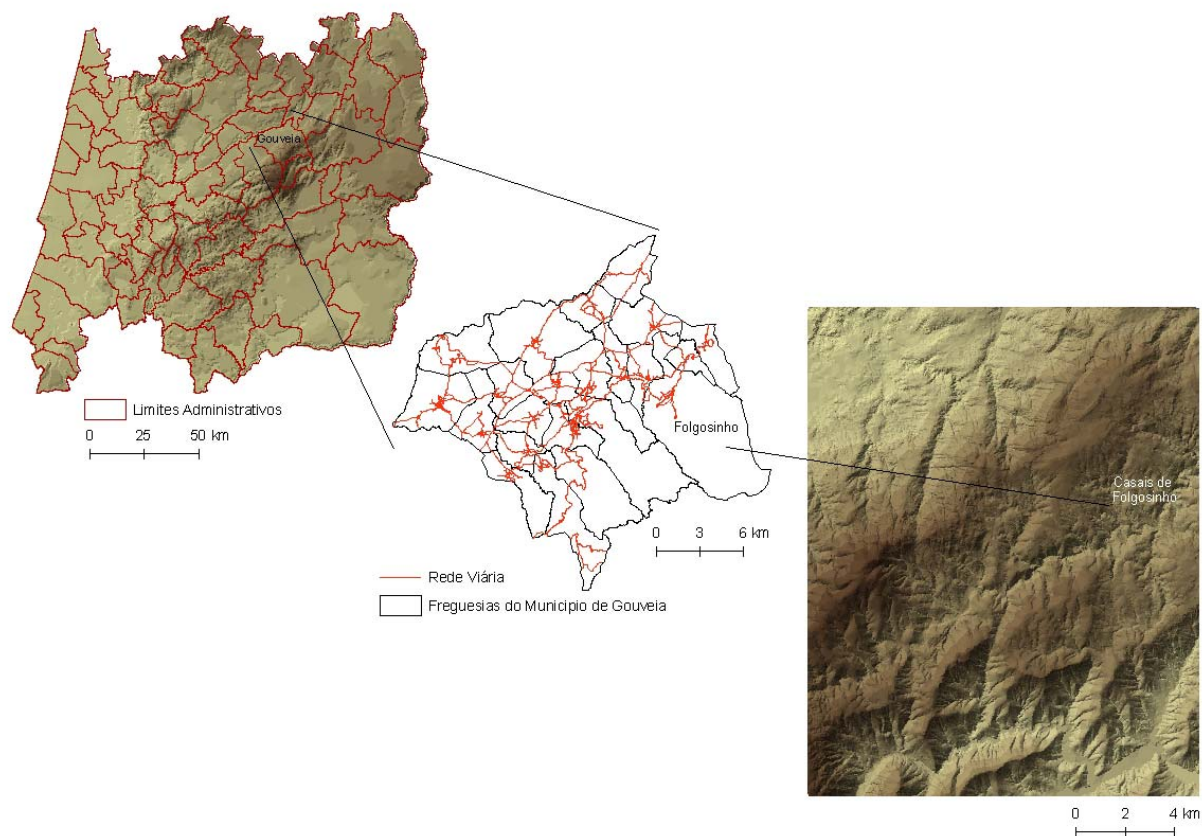 Gouveia
Limites Administrativos
0 25 50 km
Folgosinho
0 3 6 km
Rede Viária
Freguesias do Municipio de Gouveia
Casais de
Folgosinho
0 2 4 km